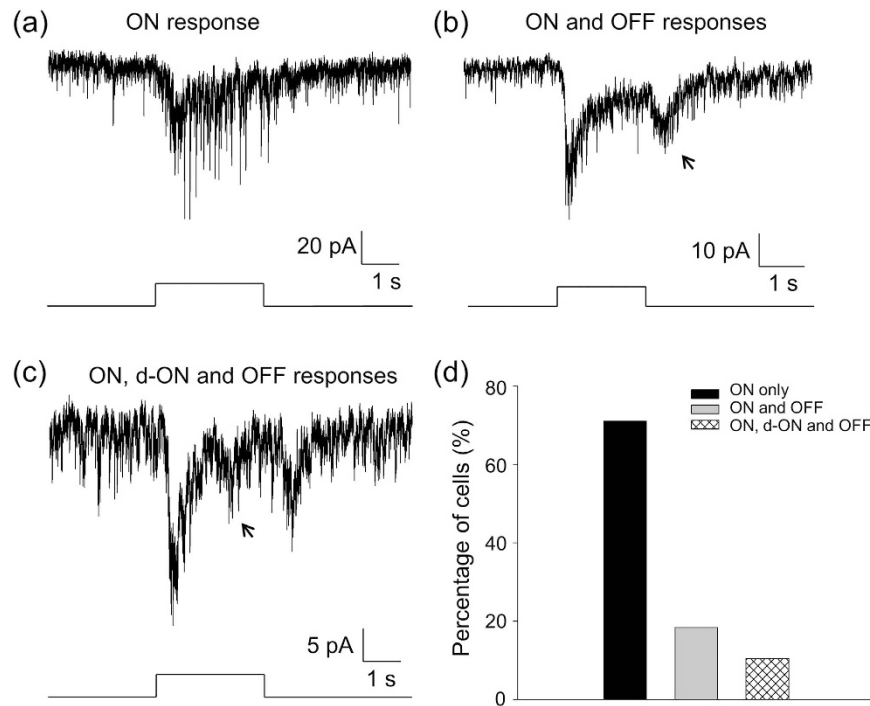 (a) ON response
20 pA
1 s
(b) ON and OFF responses
10 pA
1 s
(c) ON, d-ON and OFF responses
5 pA
1 s
(d)
Percentage of cells (%)
80
60
40
20
0
ON only
ON and OFF
ON, d-ON and OFF